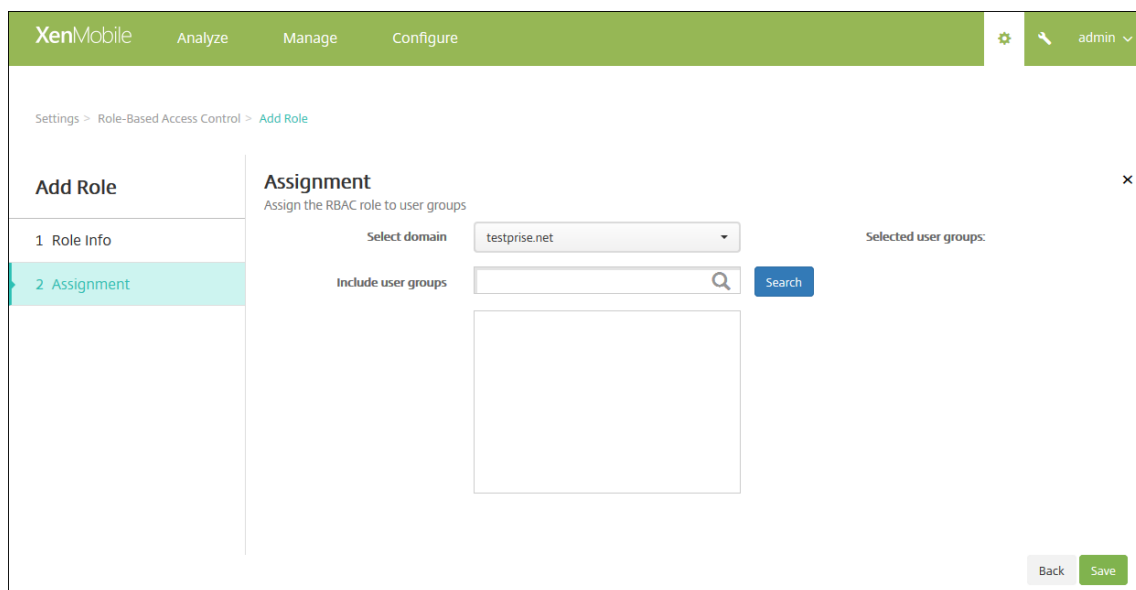 XenMobile Analyze Manage Configure admin
Settings > Role-Based Access Control > Add Role
Add Role
1 Role Info
2 Assignment
Assignment
Assign the RBAC role to user groups
Select domain testprise.net Selected user groups:
Include user groups Search
Back Save